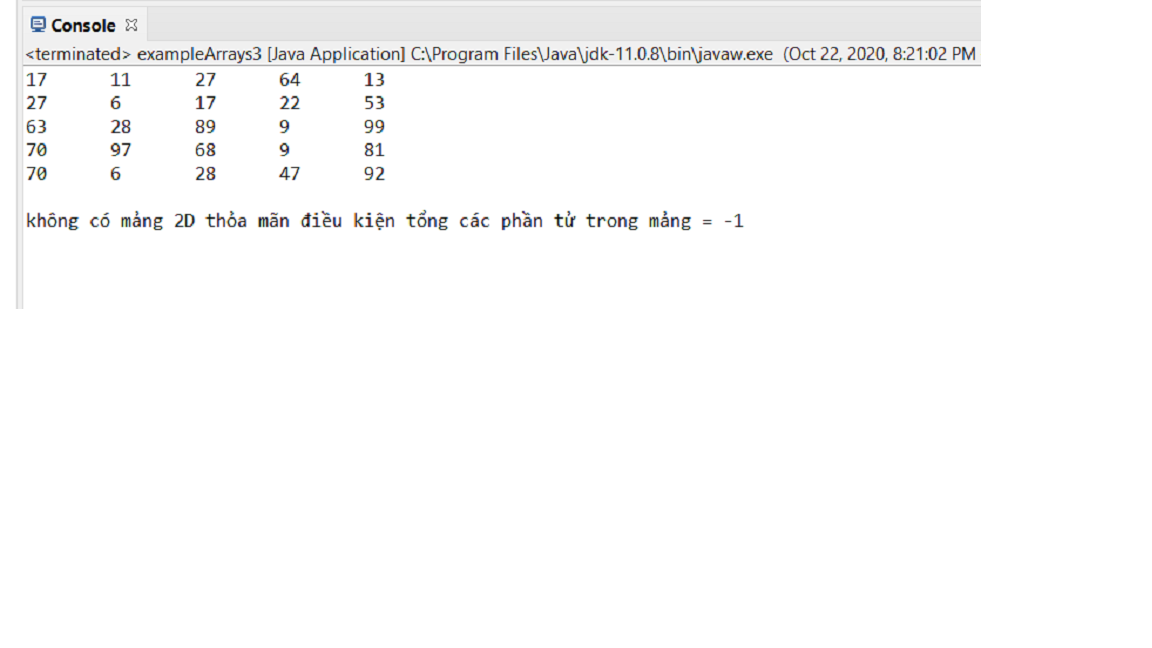 Console
<terminated> exampleArrays3 [Java Application] C:\Program Files\Java\jdk-11.0.8\bin\javaw.exe (Oct 22, 2020, 8:21:02 PM
17 11 27 64 13
27 6 17 22 53
63 28 89 9 99
70 97 68 9 81
70 6 28 47 92
không có mảng 2D thỏa mãn điều kiện tổng các phần tử trong mảng = -1